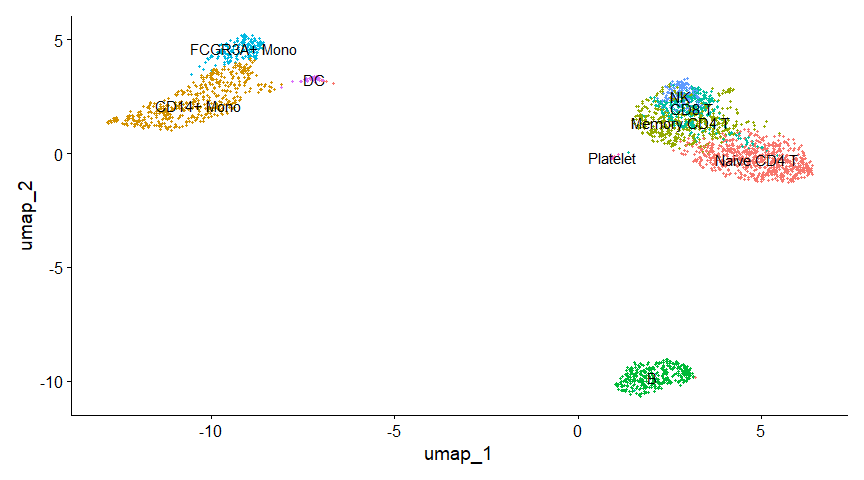 5
0
-5
-10
umap_2
FCGR3A+ Mono
DC
CD14+ Mono
NK
CD8 T
Memory CD4 T
Platelet
Naive CD4 T
B
-10
-5
0
5
umap_1